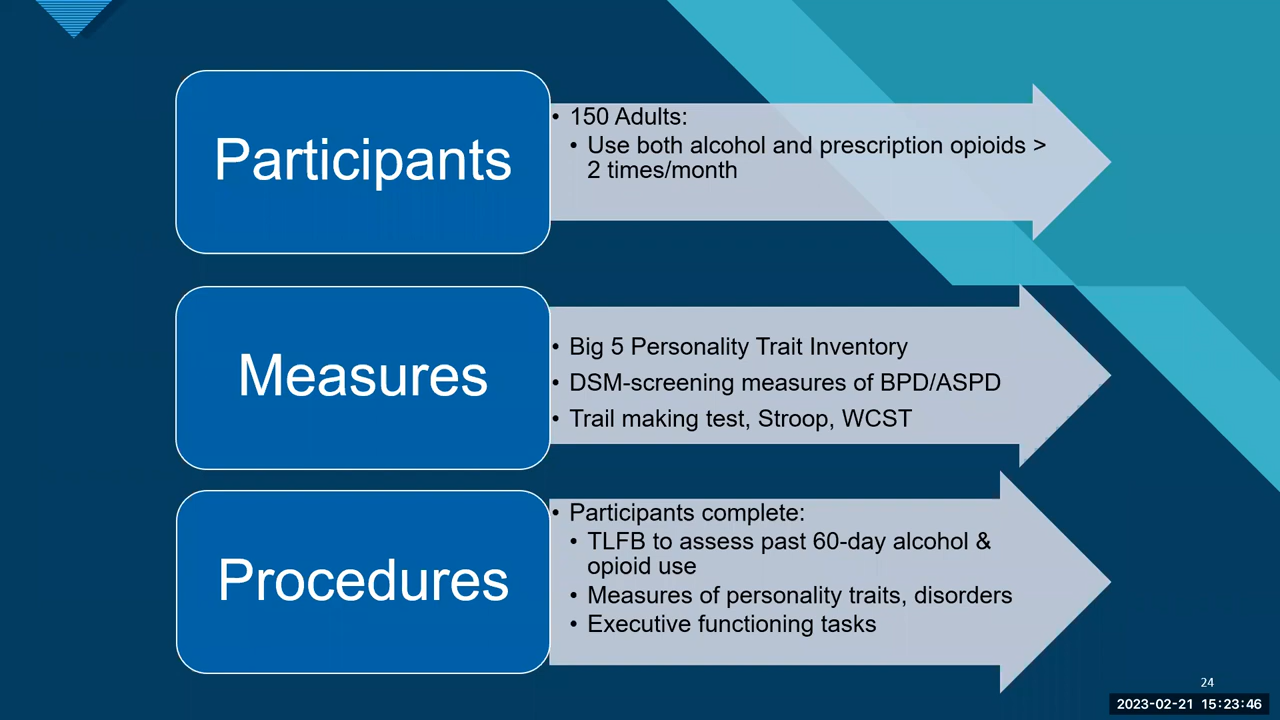 Participants
• 150 Adults:
• Use both alcohol and prescription opioids >
2 times/month
Measures
• Big 5 Personality Trait Inventory
• DSM-screening measures of BPD/ASPD
• Trail making test, Stroop, WCST
Procedures
• Participants complete:
• TLFB to assess past 60-day alcohol &
opioid use
• Measures of personality traits, disorders
• Executive functioning tasks
24
2023-02-21 15:23:46